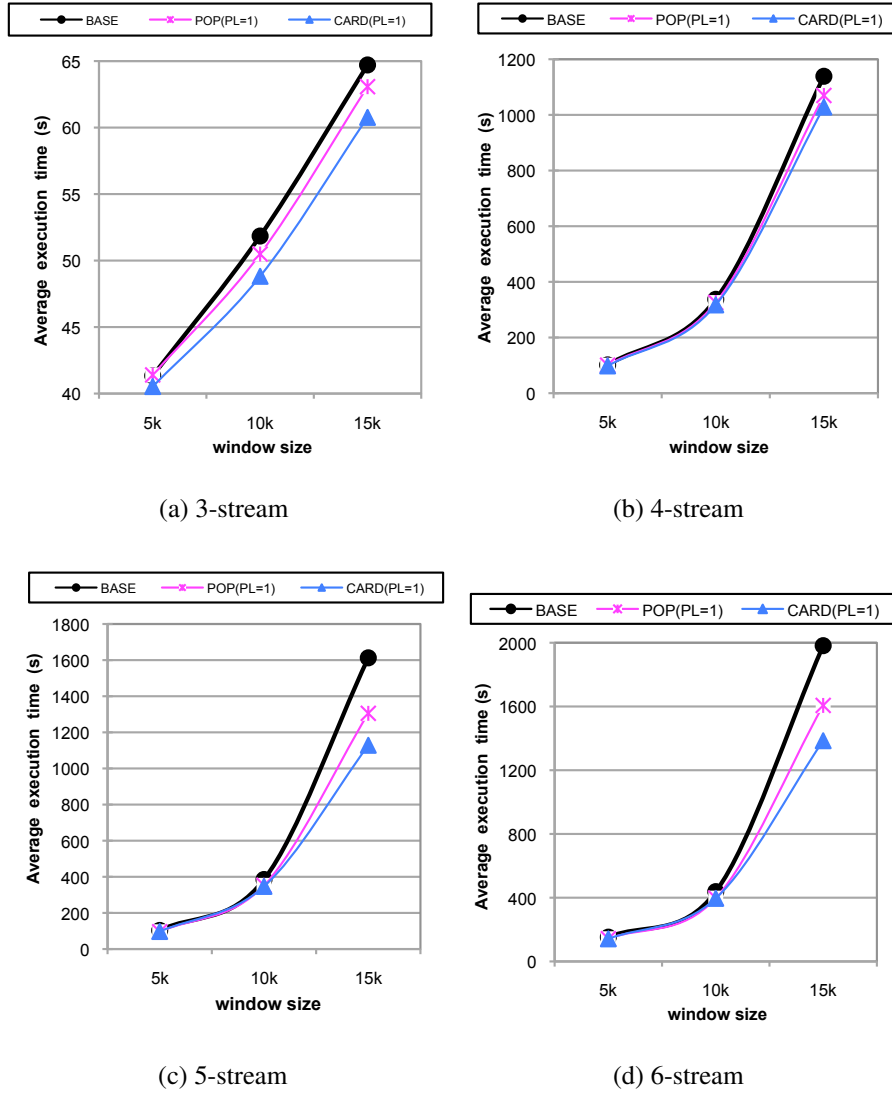 BASE POP(PL=1) CARD(PL=1)
65
60
55
50
45
40
Average execution time (s)
5k 10k 15k
window size
(a) 3-stream
BASE POP(PL=1) CARD(PL=1)
1200
1000
800
600
400
200
0
Average execution time (s)
5k 10k 15k
window size
(b) 4-stream
BASE POP(PL=1) CARD(PL=1)
1800
1600
1400
1200
1000
800
600
400
200
0
Average execution time (s)
5k 10k 15k
window size
(c) 5-stream
BASE POP(PL=1) CARD(PL=1)
2000
1600
1200
800
400
0
Average execution time (s)
5k 10k 15k
window size
(d) 6-stream